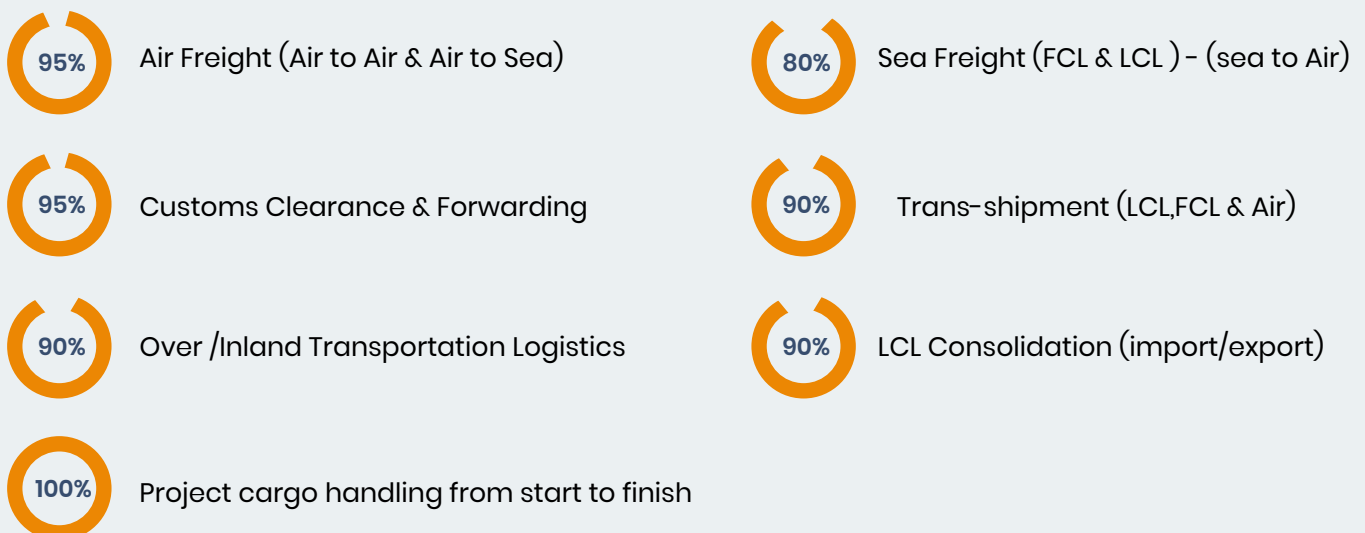 95%
Air Freight (Air to Air & Air to Sea)
80%
Sea Freight (FCL & LCL ) - (sea to Air)
95%
Customs Clearance & Forwarding
90%
Trans-shipment (LCL,FCL & Air)
90%
Over /Inland Transportation Logistics
90%
LCL Consolidation (import/export)
100%
Project cargo handling from start to finish